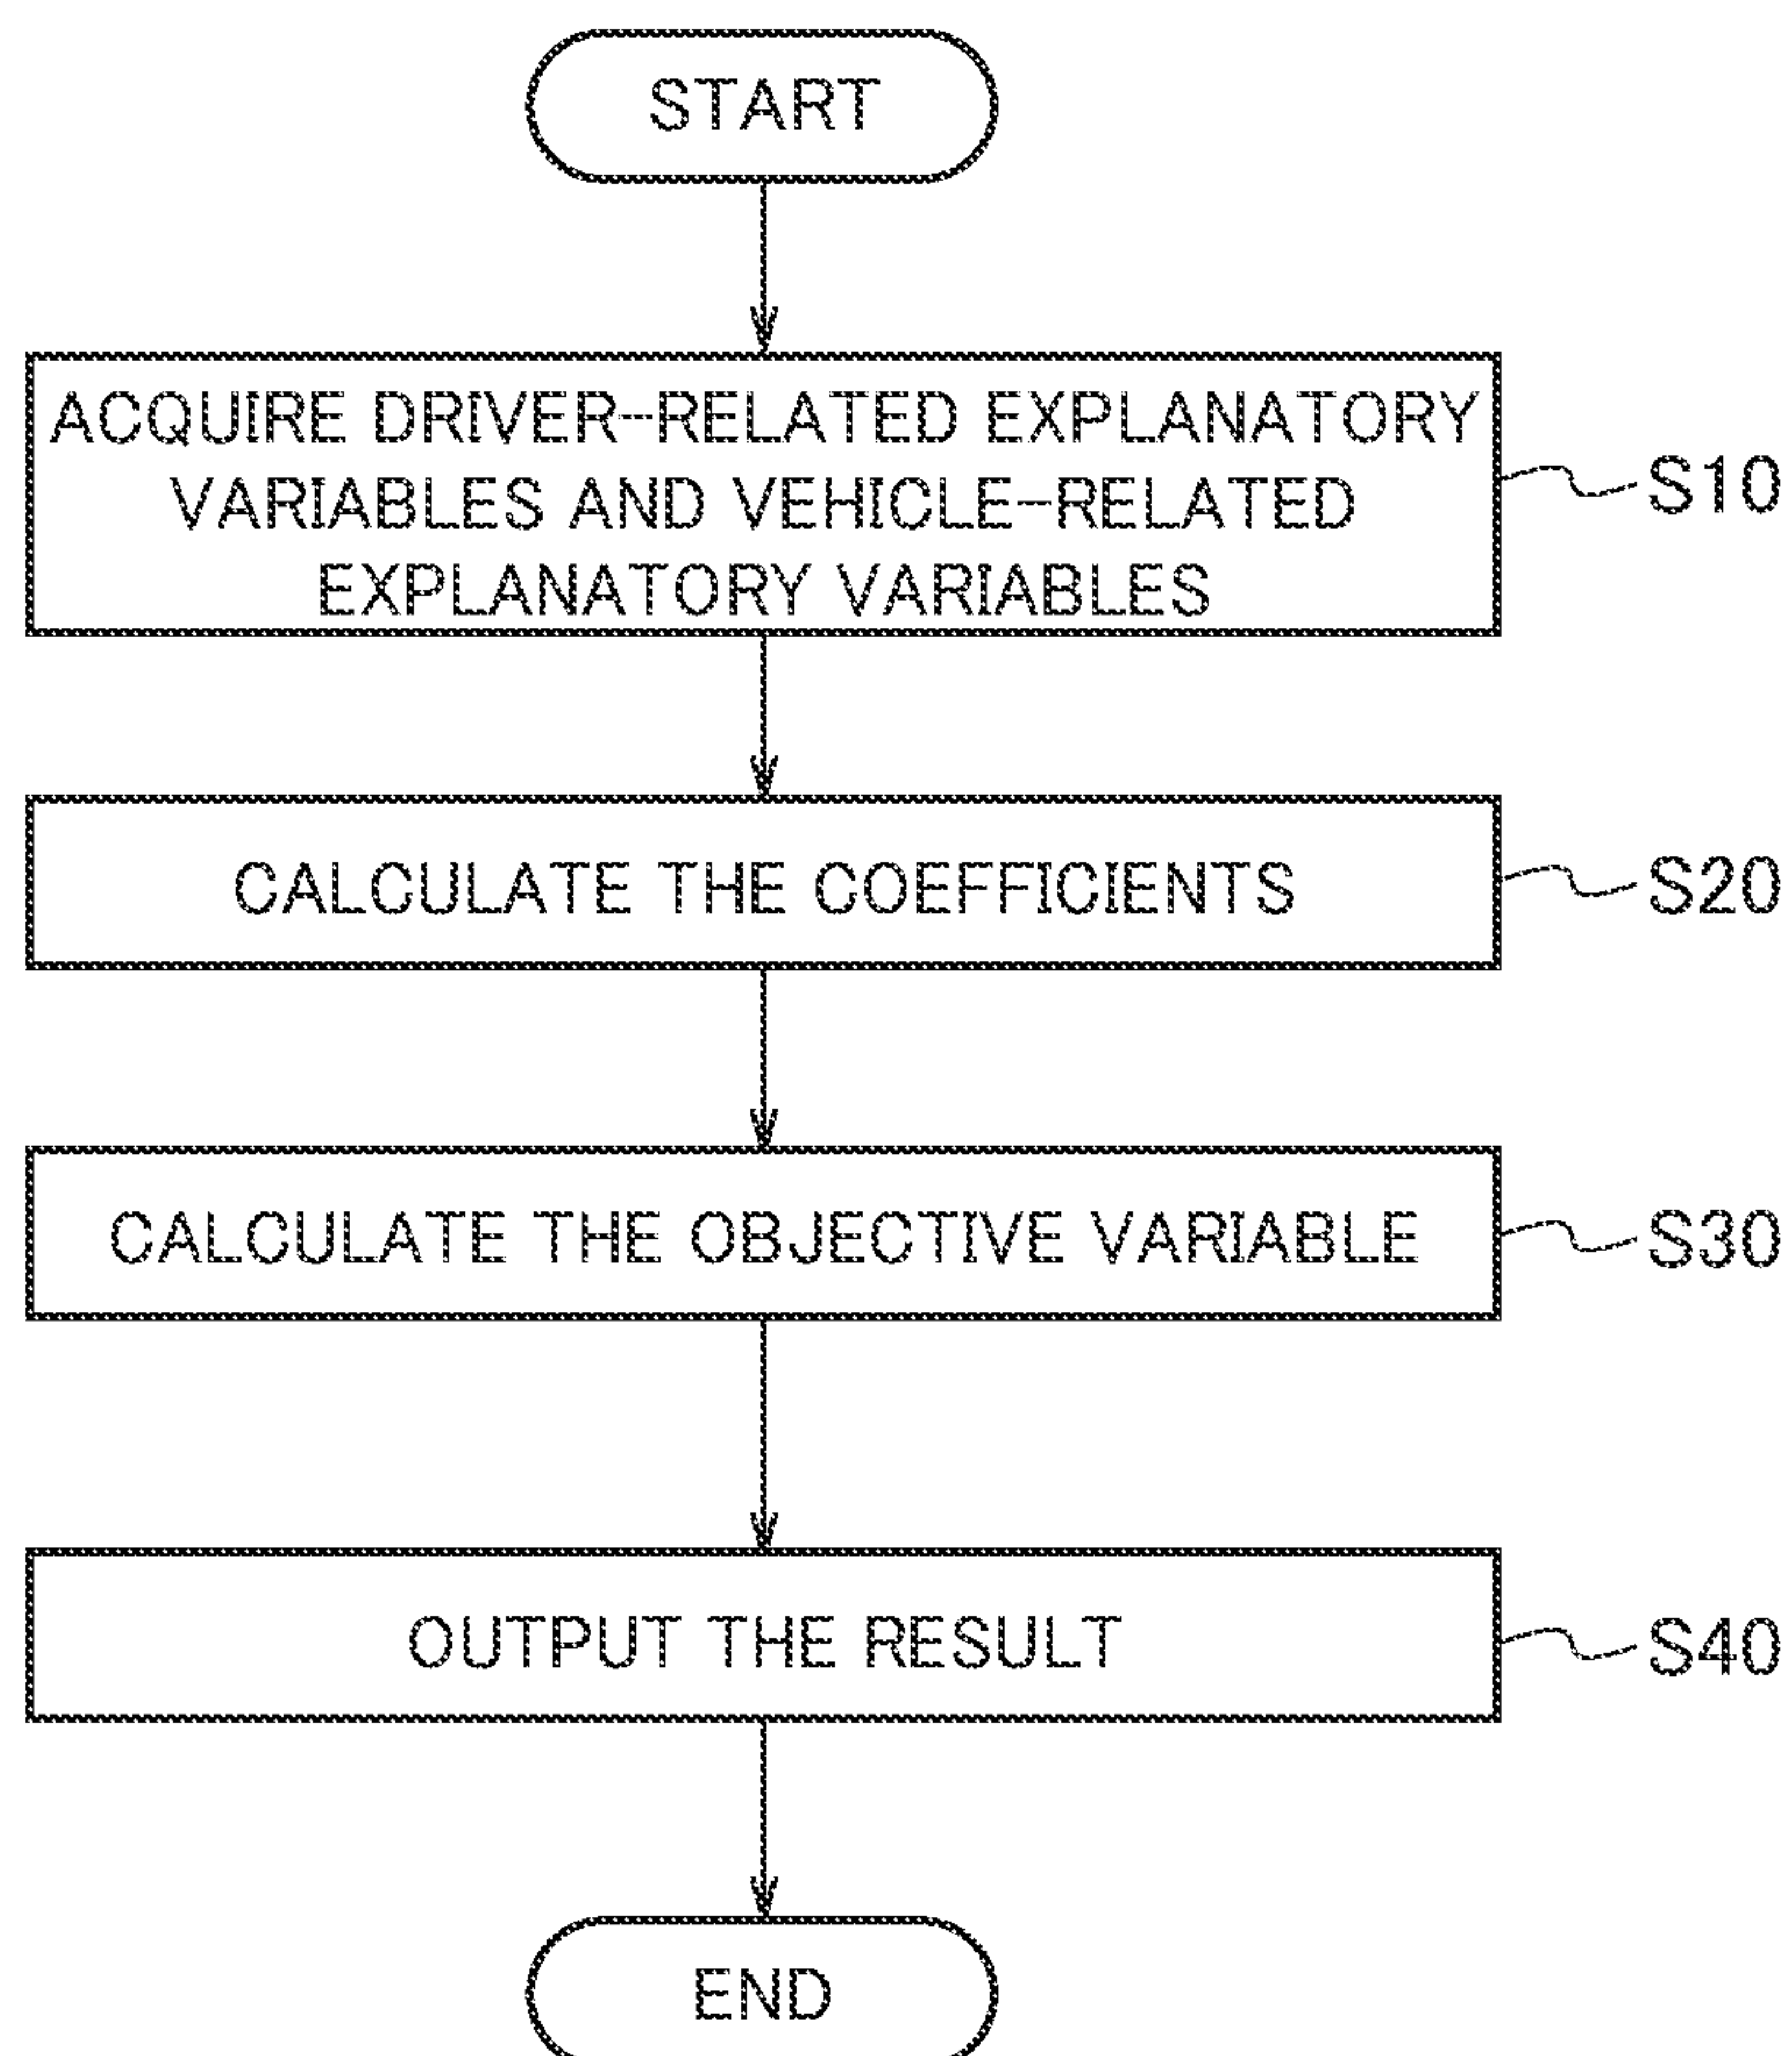 START
ACQUIRE DRIVER-RELATED EXPLANATORY
VARIABLES AND VEHICLE-RELATED
EXPLANATORY VARIABLES
S10
CALCULATE THE COEFFICIENTS
S20
CALCULATE THE OBJECTIVE VARIABLE
S30
OUTPUT THE RESULT
S40
END